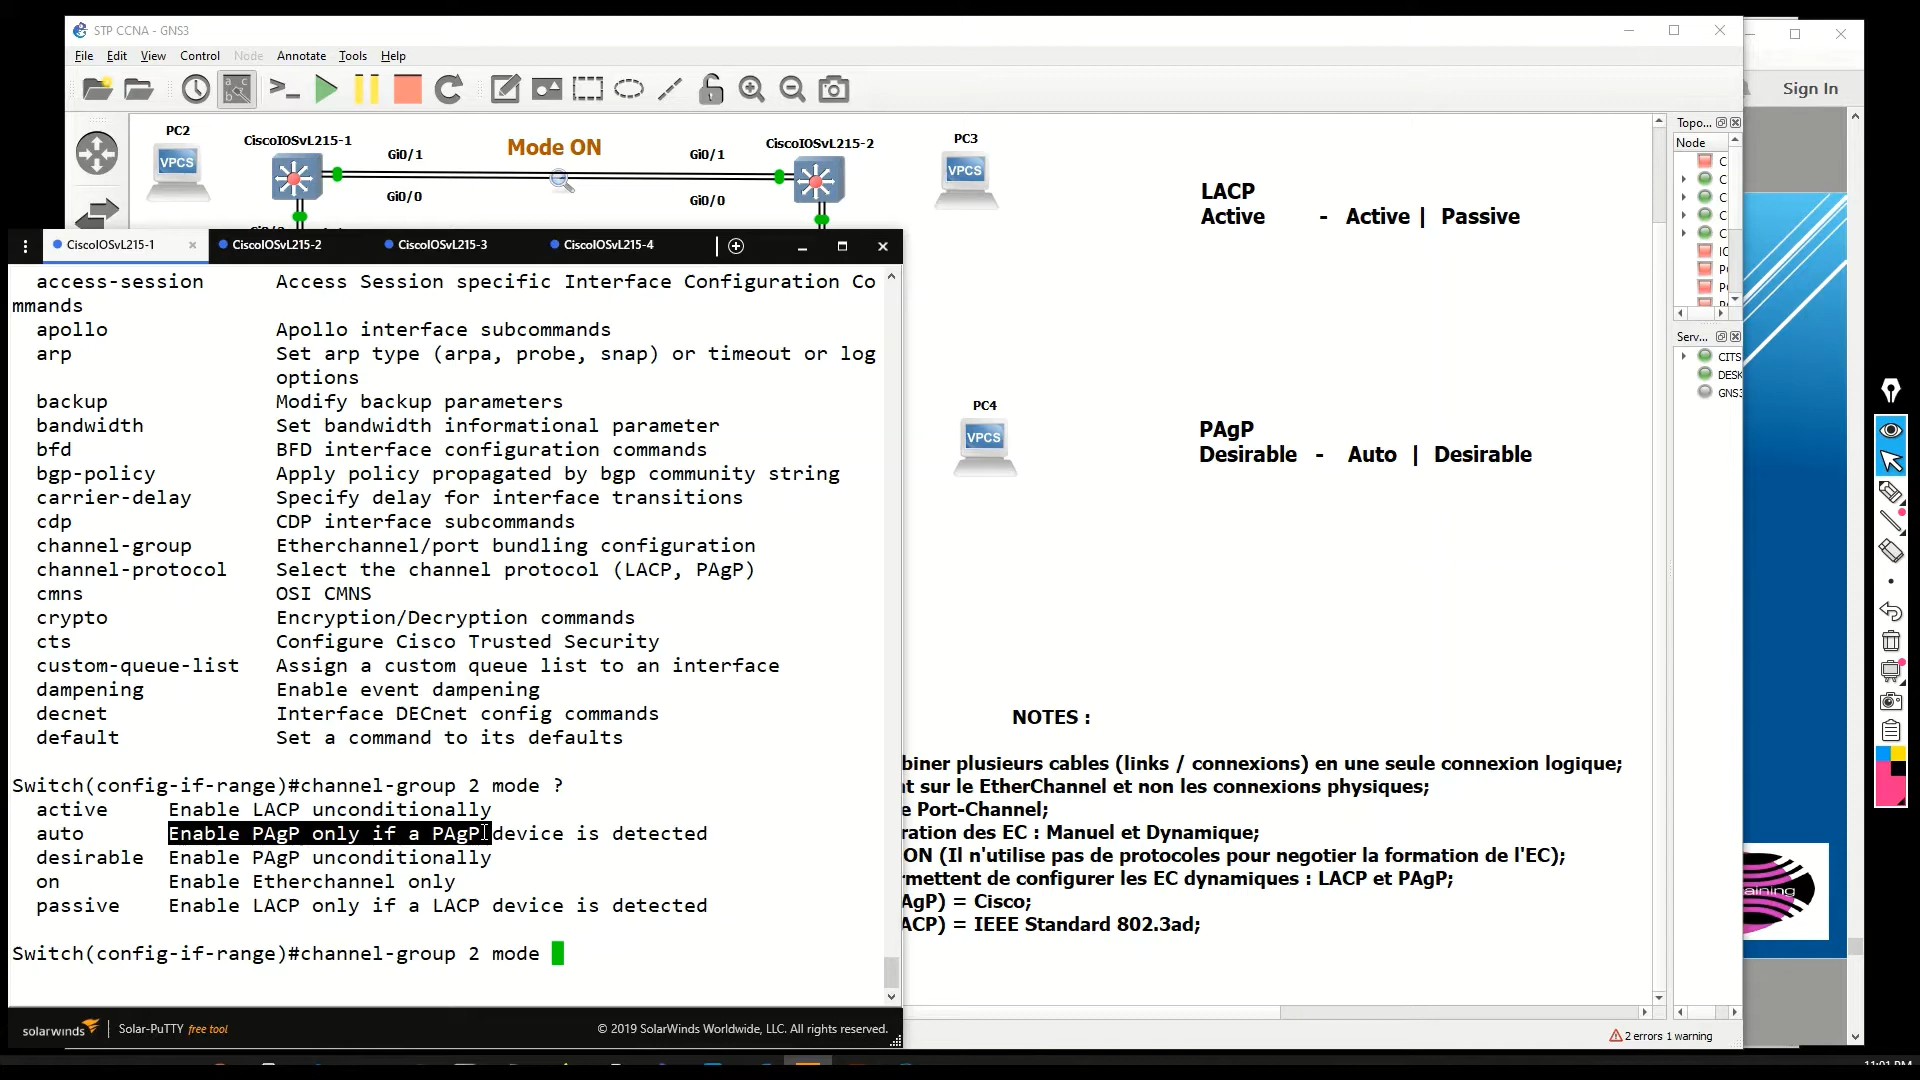 STP CCNA - GNS3
File Edit View Control Node Annotate Tools Help
Sign In
PC2
VPCS
CiscoIOSvL215-1
Gi0/1
Gi0/0
Mode ON
Gi0/1
Gi0/0
CiscoIOSvL215-2
PC3
VPCS
LACP
Active - Active | Passive
Topo...
Node
Serv...
CITS
DESK
GNS3
PC4
VPCS
PAgP
Desirable - Auto | Desirable
NOTES :
biner plusieurs cables (links / connexions) en une seule connexion logique;
t sur le EtherChannel et non les connexions physiques;
e Port-Channel;
ration des EC : Manuel et Dynamique;
ON (Il n'utilise pas de protocoles pour negotier la formation de l'EC);
rmettent de configurer les EC dynamiques : LACP et PAgP;
AgP) = Cisco;
ACP) = IEEE Standard 802.3ad;
2 errors 1 warning
CiscoIOSvL215-1 CiscoIOSvL215-2 CiscoIOSvL215-3 CiscoIOSvL215-4
access-session Access Session specific Interface Configuration Co
mmands
apollo Apollo interface subcommands
arp Set arp type (arpa, probe, snap) or timeout or log
options
backup Modify backup parameters
bandwidth Set bandwidth informational parameter
bfd BFD interface configuration commands
bgp-policy Apply policy propagated by bgp community string
carrier-delay Specify delay for interface transitions
cdp CDP interface subcommands
channel-group Etherchannel/port bundling configuration
channel-protocol Select the channel protocol (LACP, PAgP)
cmns OSI CMNS
crypto Encryption/Decryption commands
cts Configure Cisco Trusted Security
custom-queue-list Assign a custom queue list to an interface
dampening Enable event dampening
decnet Interface DECnet config commands
default Set a command to its defaults
Switch(config-if-range)#channel-group 2 mode ?
active Enable LACP unconditionally
auto Enable PAgP only if a PAgP device is detected
desirable Enable PAgP unconditionally
on Enable Etherchannel only
passive Enable LACP only if a LACP device is detected
Switch(config-if-range)#channel-group 2 mode
solarwinds Solar-PuTTY free tool
© 2019 SolarWinds Worldwide, LLC. All rights reserved.
aining